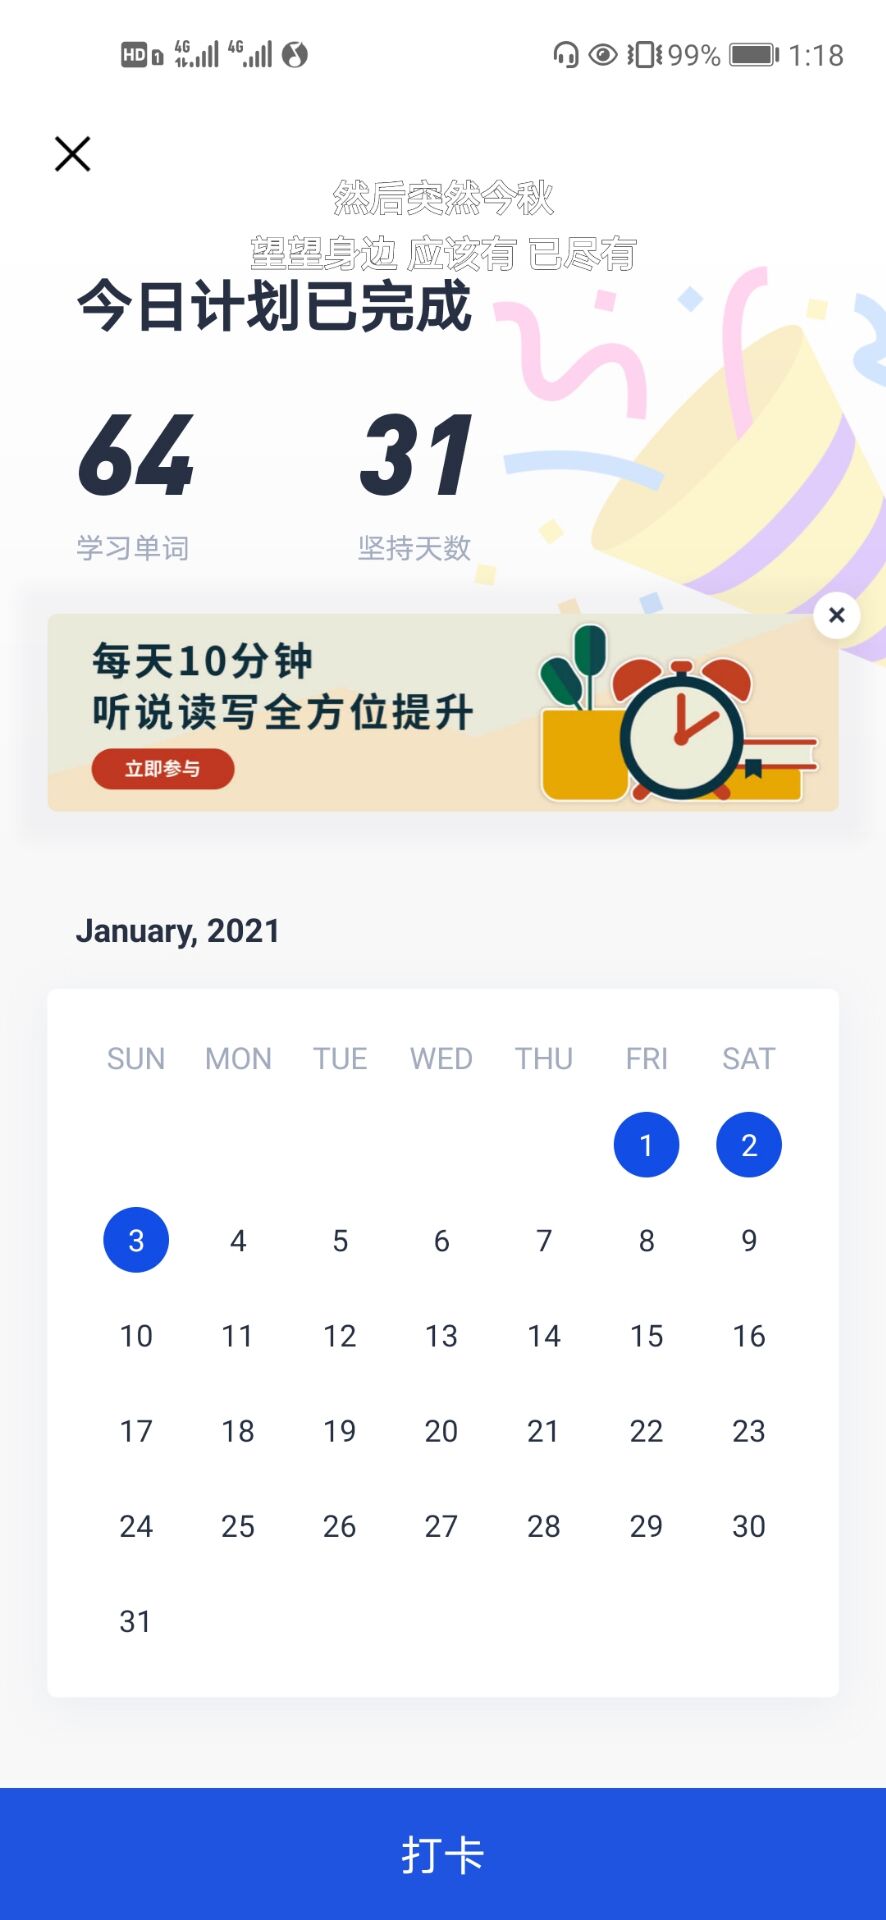 HD 1 4G 4G 99% 1:18
然后突然今秋
望望身边 应该有 已尽有
今日计划已完成
64 31
学习单词 坚持天数
每天10分钟
听说读写全方位提升
立即参与
January, 2021
SUN MON TUE WED THU FRI SAT
1 2
3 4 5 6 7 8 9
10 11 12 13 14 15 16
17 18 19 20 21 22 23
24 25 26 27 28 29 30
31
打卡